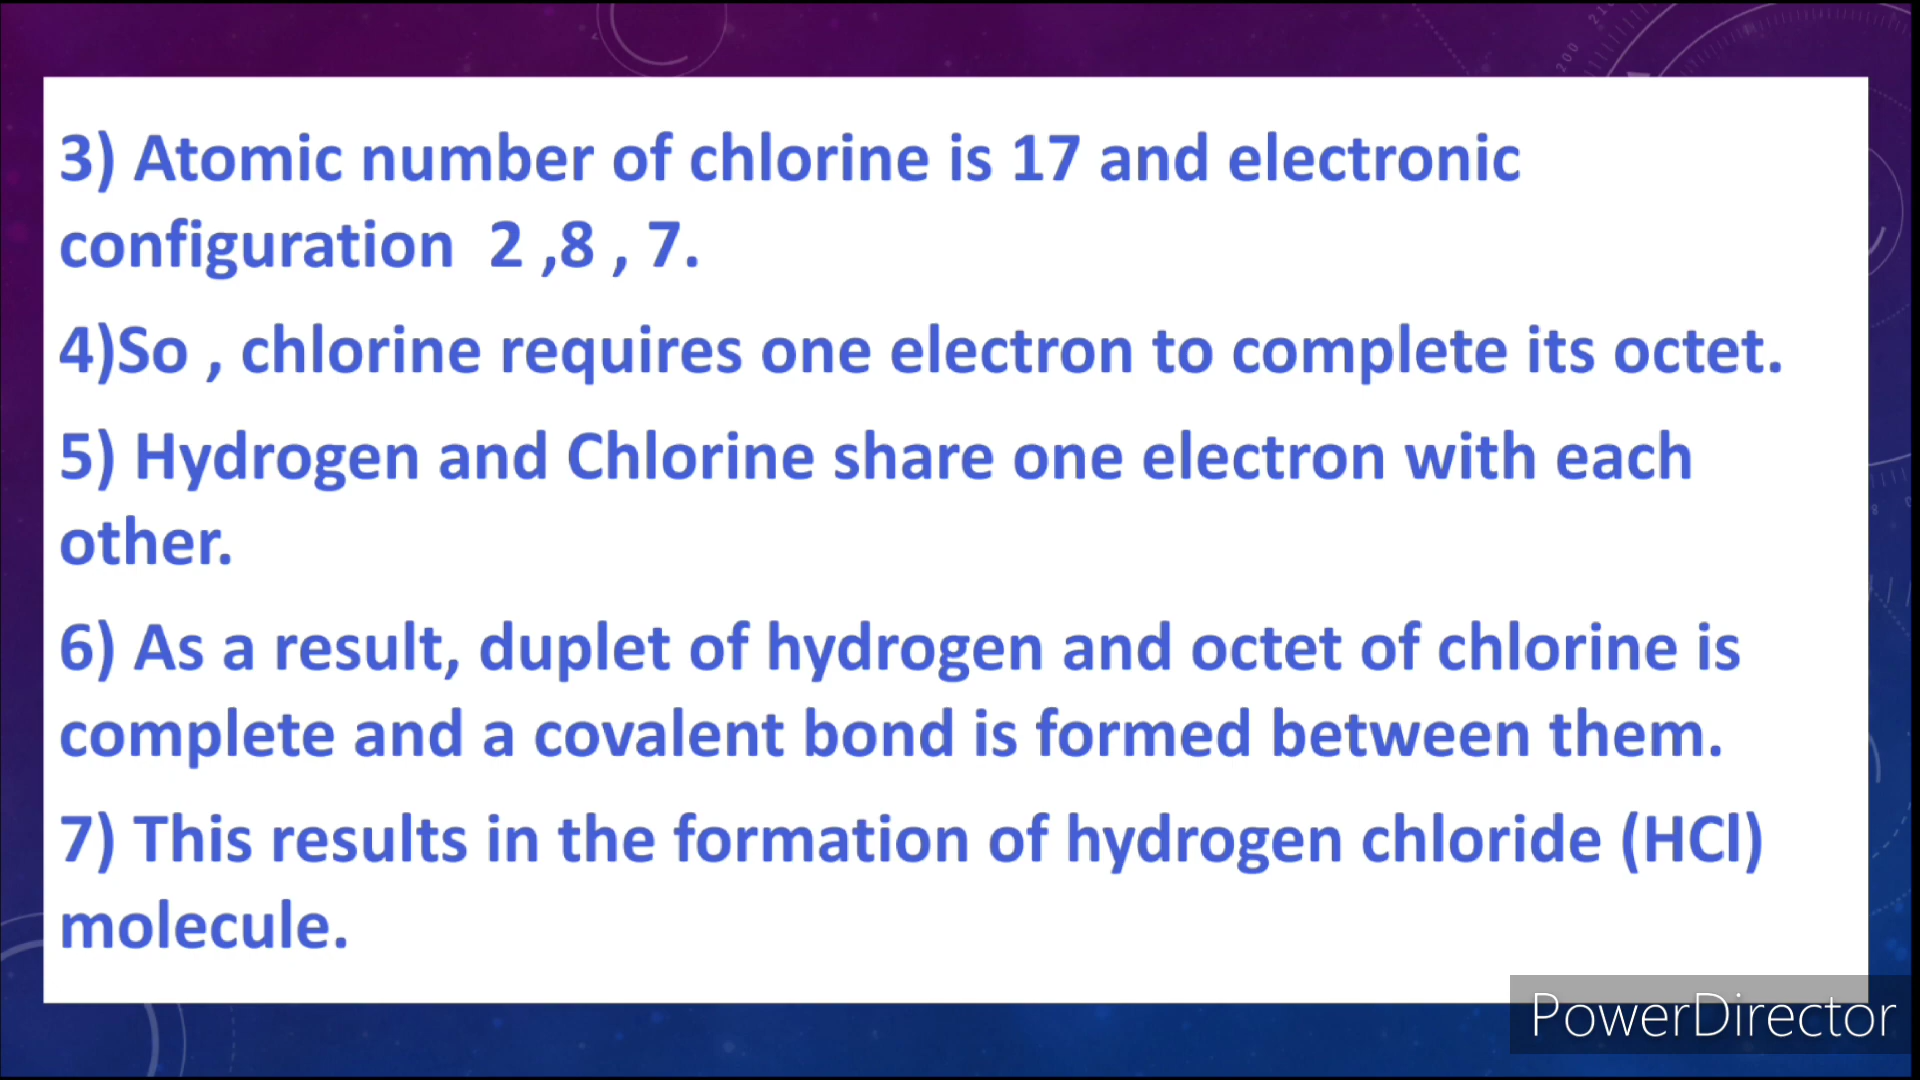 3) Atomic number of chlorine is 17 and electronic
configuration  2 ,8 , 7.
4)So , chlorine requires one electron to complete its octet.
5) Hydrogen and Chlorine share one electron with each
other.
6) As a result, duplet of hydrogen and octet of chlorine is
complete and a covalent bond is formed between them.
7) This results in the formation of hydrogen chloride (HCl)
molecule.
PowerDirector